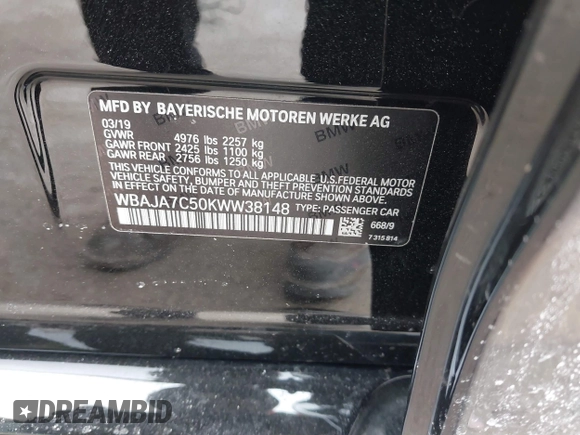 MFD BY BAYERISCHE MOTOREN WERKE AG
03/19
GVWR 4976 lbs 2257 kg
GAWR FRONT 2425 lbs 1100 kg
GAWR REAR 2756 lbs 1250 kg
THIS VEHICLE CONFORMS TO ALL APPLICABLE U.S.FEDERAL MOTOR
VEHICLE SAFETY, BUMPER, AND THEFT PREVENTION STANDARDS
IN EFFECT ON THE DATE OF MANUFACTURE SHOWN ABOVE.
WBAJA7C50KWW38148 TYPE: PASSENGER CAR
668/9
7 315 814
DREAMBID